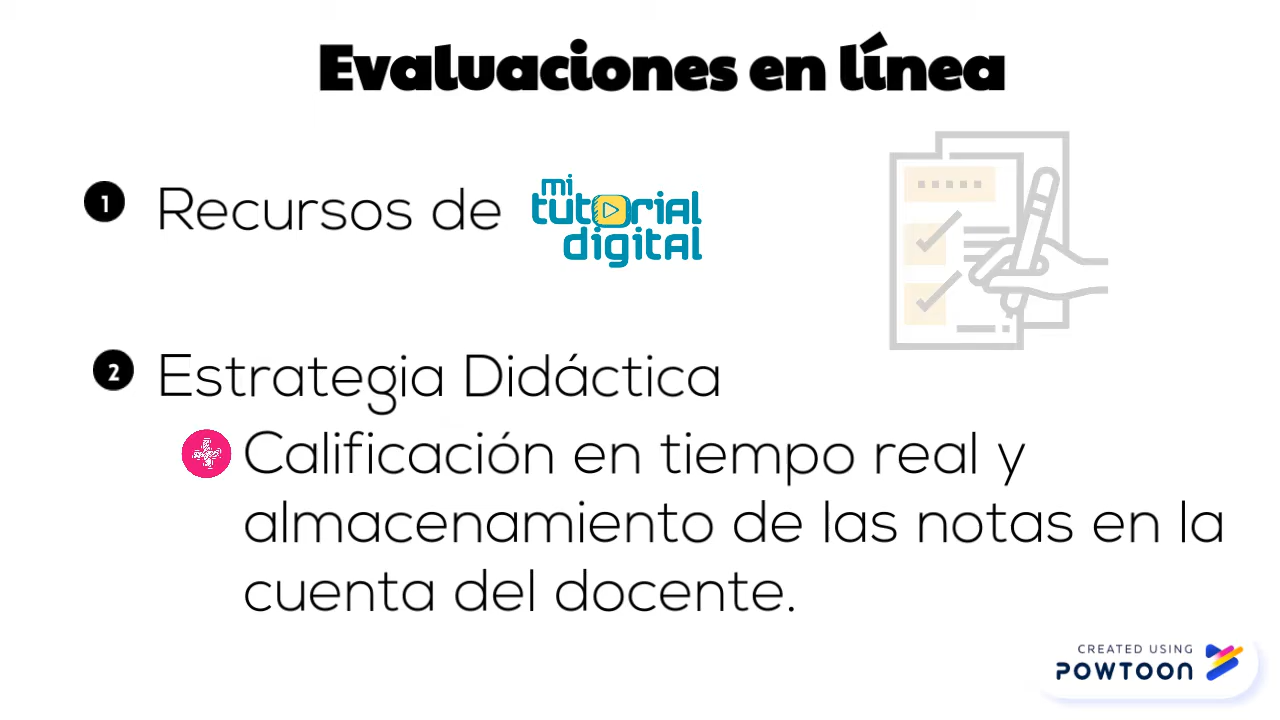 Evaluaciones en línea
1 Recursos de mi tutorial digital
2 Estrategia Didáctica
Calificación en tiempo real y
almacenamiento de las notas en la
cuenta del docente.
CREATED USING
POWTOON